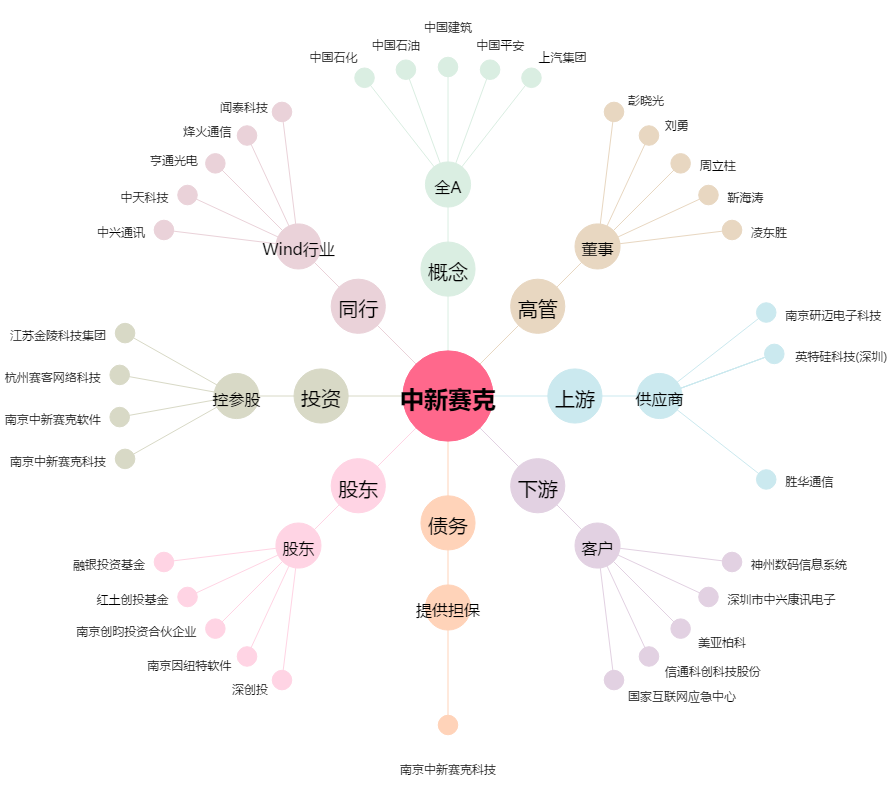 中国建筑
中国石油
中国平安
中国石化
上汽集团
全A
概念
闻泰科技
烽火通信
亨通光电
中天科技
中兴通讯
Wind行业
同行
彭晓光
刘勇
周立柱
靳海涛
凌东胜
董事
高管
江苏金陵科技集团
杭州赛客网络科技
南京中新赛克软件
南京中新赛克科技
控参股
投资
中新赛克
上游
供应商
南京研迈电子科技
英特硅科技(深圳)
胜华通信
股东
股东
融银投资基金
红土创投基金
南京创昀投资合伙企业
南京因纽特软件
深创投
债务
提供担保
南京中新赛克科技
下游
客户
神州数码信息系统
深圳市中兴康讯电子
美亚柏科
信通科创科技股份
国家互联网应急中心